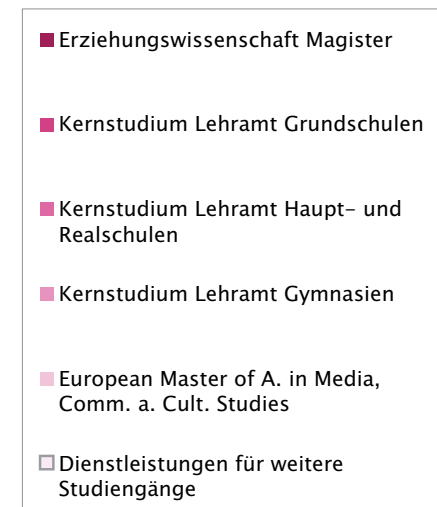 Erziehungswissenschaft Magister
Kernstudium Lehramt Grundschulen
Kernstudium Lehramt Haupt- und
Realschulen
Kernstudium Lehramt Gymnasien
European Master of A. in Media,
Comm. a. Cult. Studies
Dienstleistungen für weitere
Studiengänge